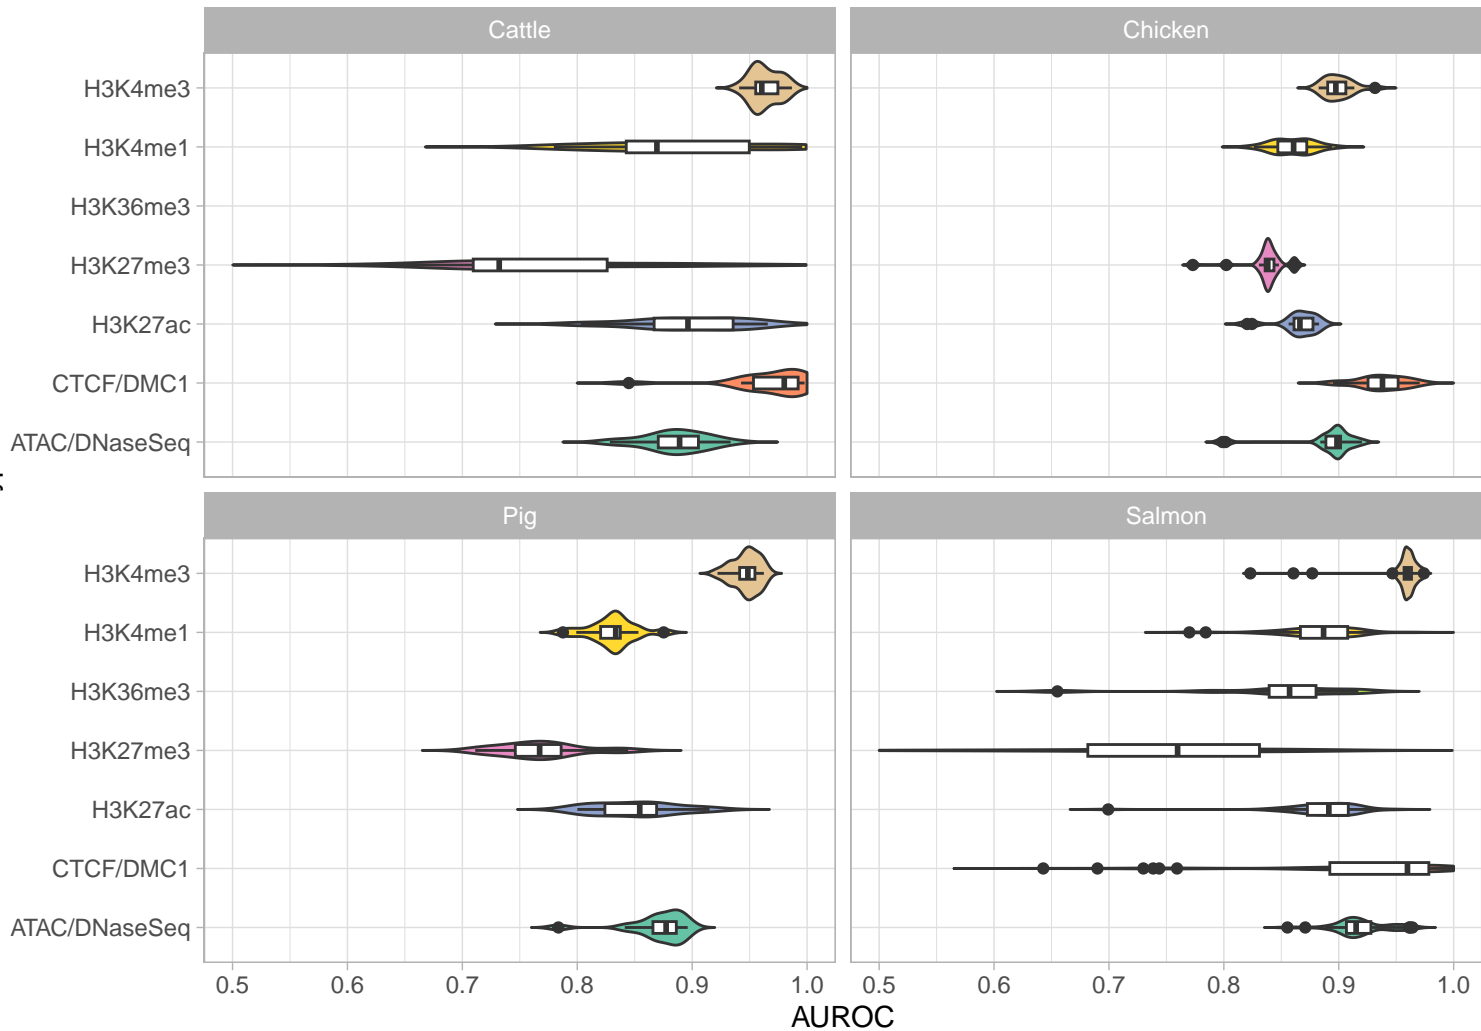 Cattle
Chicken
H3K4me3
H3K4me1
H3K36me3
H3K27me3
H3K27ac
CTCF/DMC1
ATAC/DNaseSeq
Pig
Salmon
H3K4me3
H3K4me1
H3K36me3
H3K27me3
H3K27ac
CTCF/DMC1
ATAC/DNaseSeq
0.5 0.6 0.7 0.8 0.9 1.0 0.5 0.6 0.7 0.8 0.9 1.0
AUROC